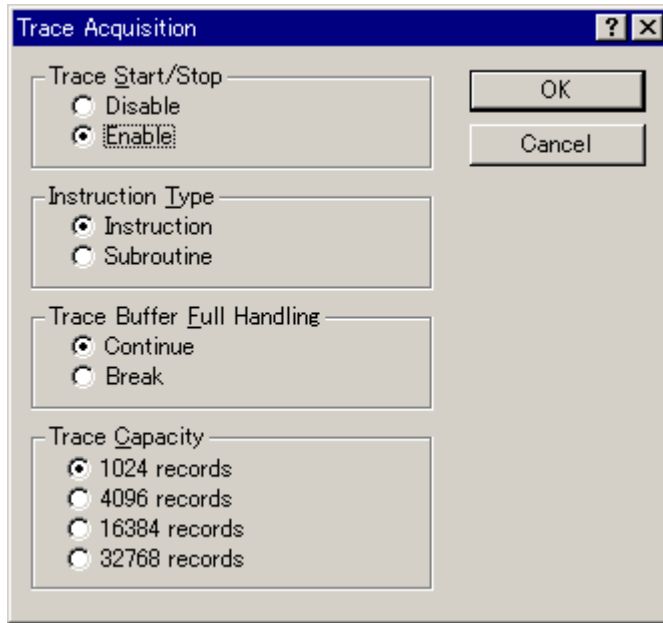 Trace Acquisition
Trace Start/Stop
Disable
Enable
OK
Cancel
Instruction Type
Instruction
Subroutine
Trace Buffer Full Handling
Continue
Break
Trace Capacity
1024 records
4096 records
16384 records
32768 records